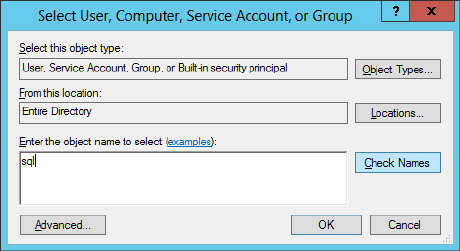 Select User, Computer, Service Account, or Group
? X
Select this object type:
User, Service Account, Group, or Built-in security principal
Object Types...
From this location:
Entire Directory
Locations...
Enter the object name to select (examples):
sql
Check Names
Advanced...
OK
Cancel